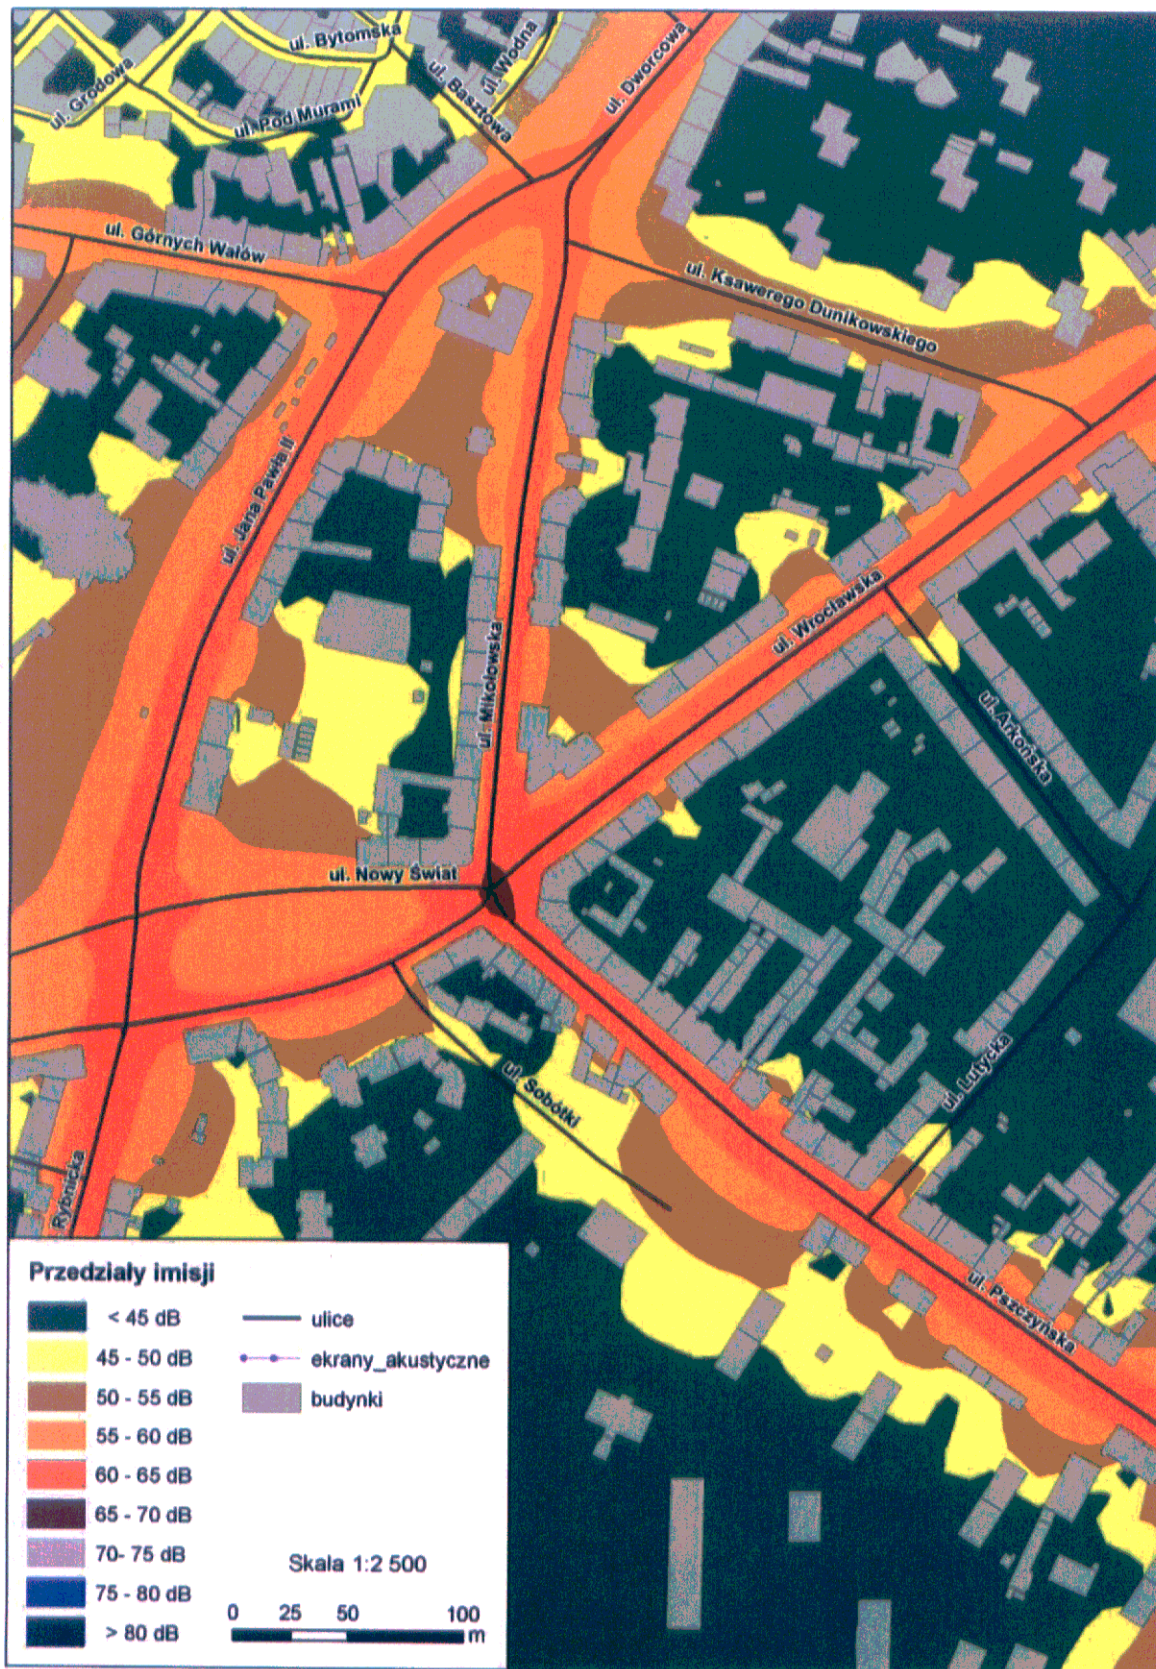 ul. Bytomska
ul. Wodna
ul. Dworcowa
ul. Grodowa
ul. Basztowa
ul. Pod Murami
ul. Górnych Wałów
ul. Ksawerego Dunikowskiego
ul. Jana Pawła II
ul. Wrocławska
ul. Mikołowska
ul. Arkońska
ul. Nowy Świat
ul. Sobótki
ul. Lutycka
Rybnicka
ul. Pszczyńska
Przedziały imisji
< 45 dB
45 - 50 dB
50 - 55 dB
55 - 60 dB
60 - 65 dB
65 - 70 dB
70- 75 dB
75 - 80 dB
> 80 dB
ulice
ekrany_akustyczne
budynki
Skala 1:2 500
0 25 50 100
m